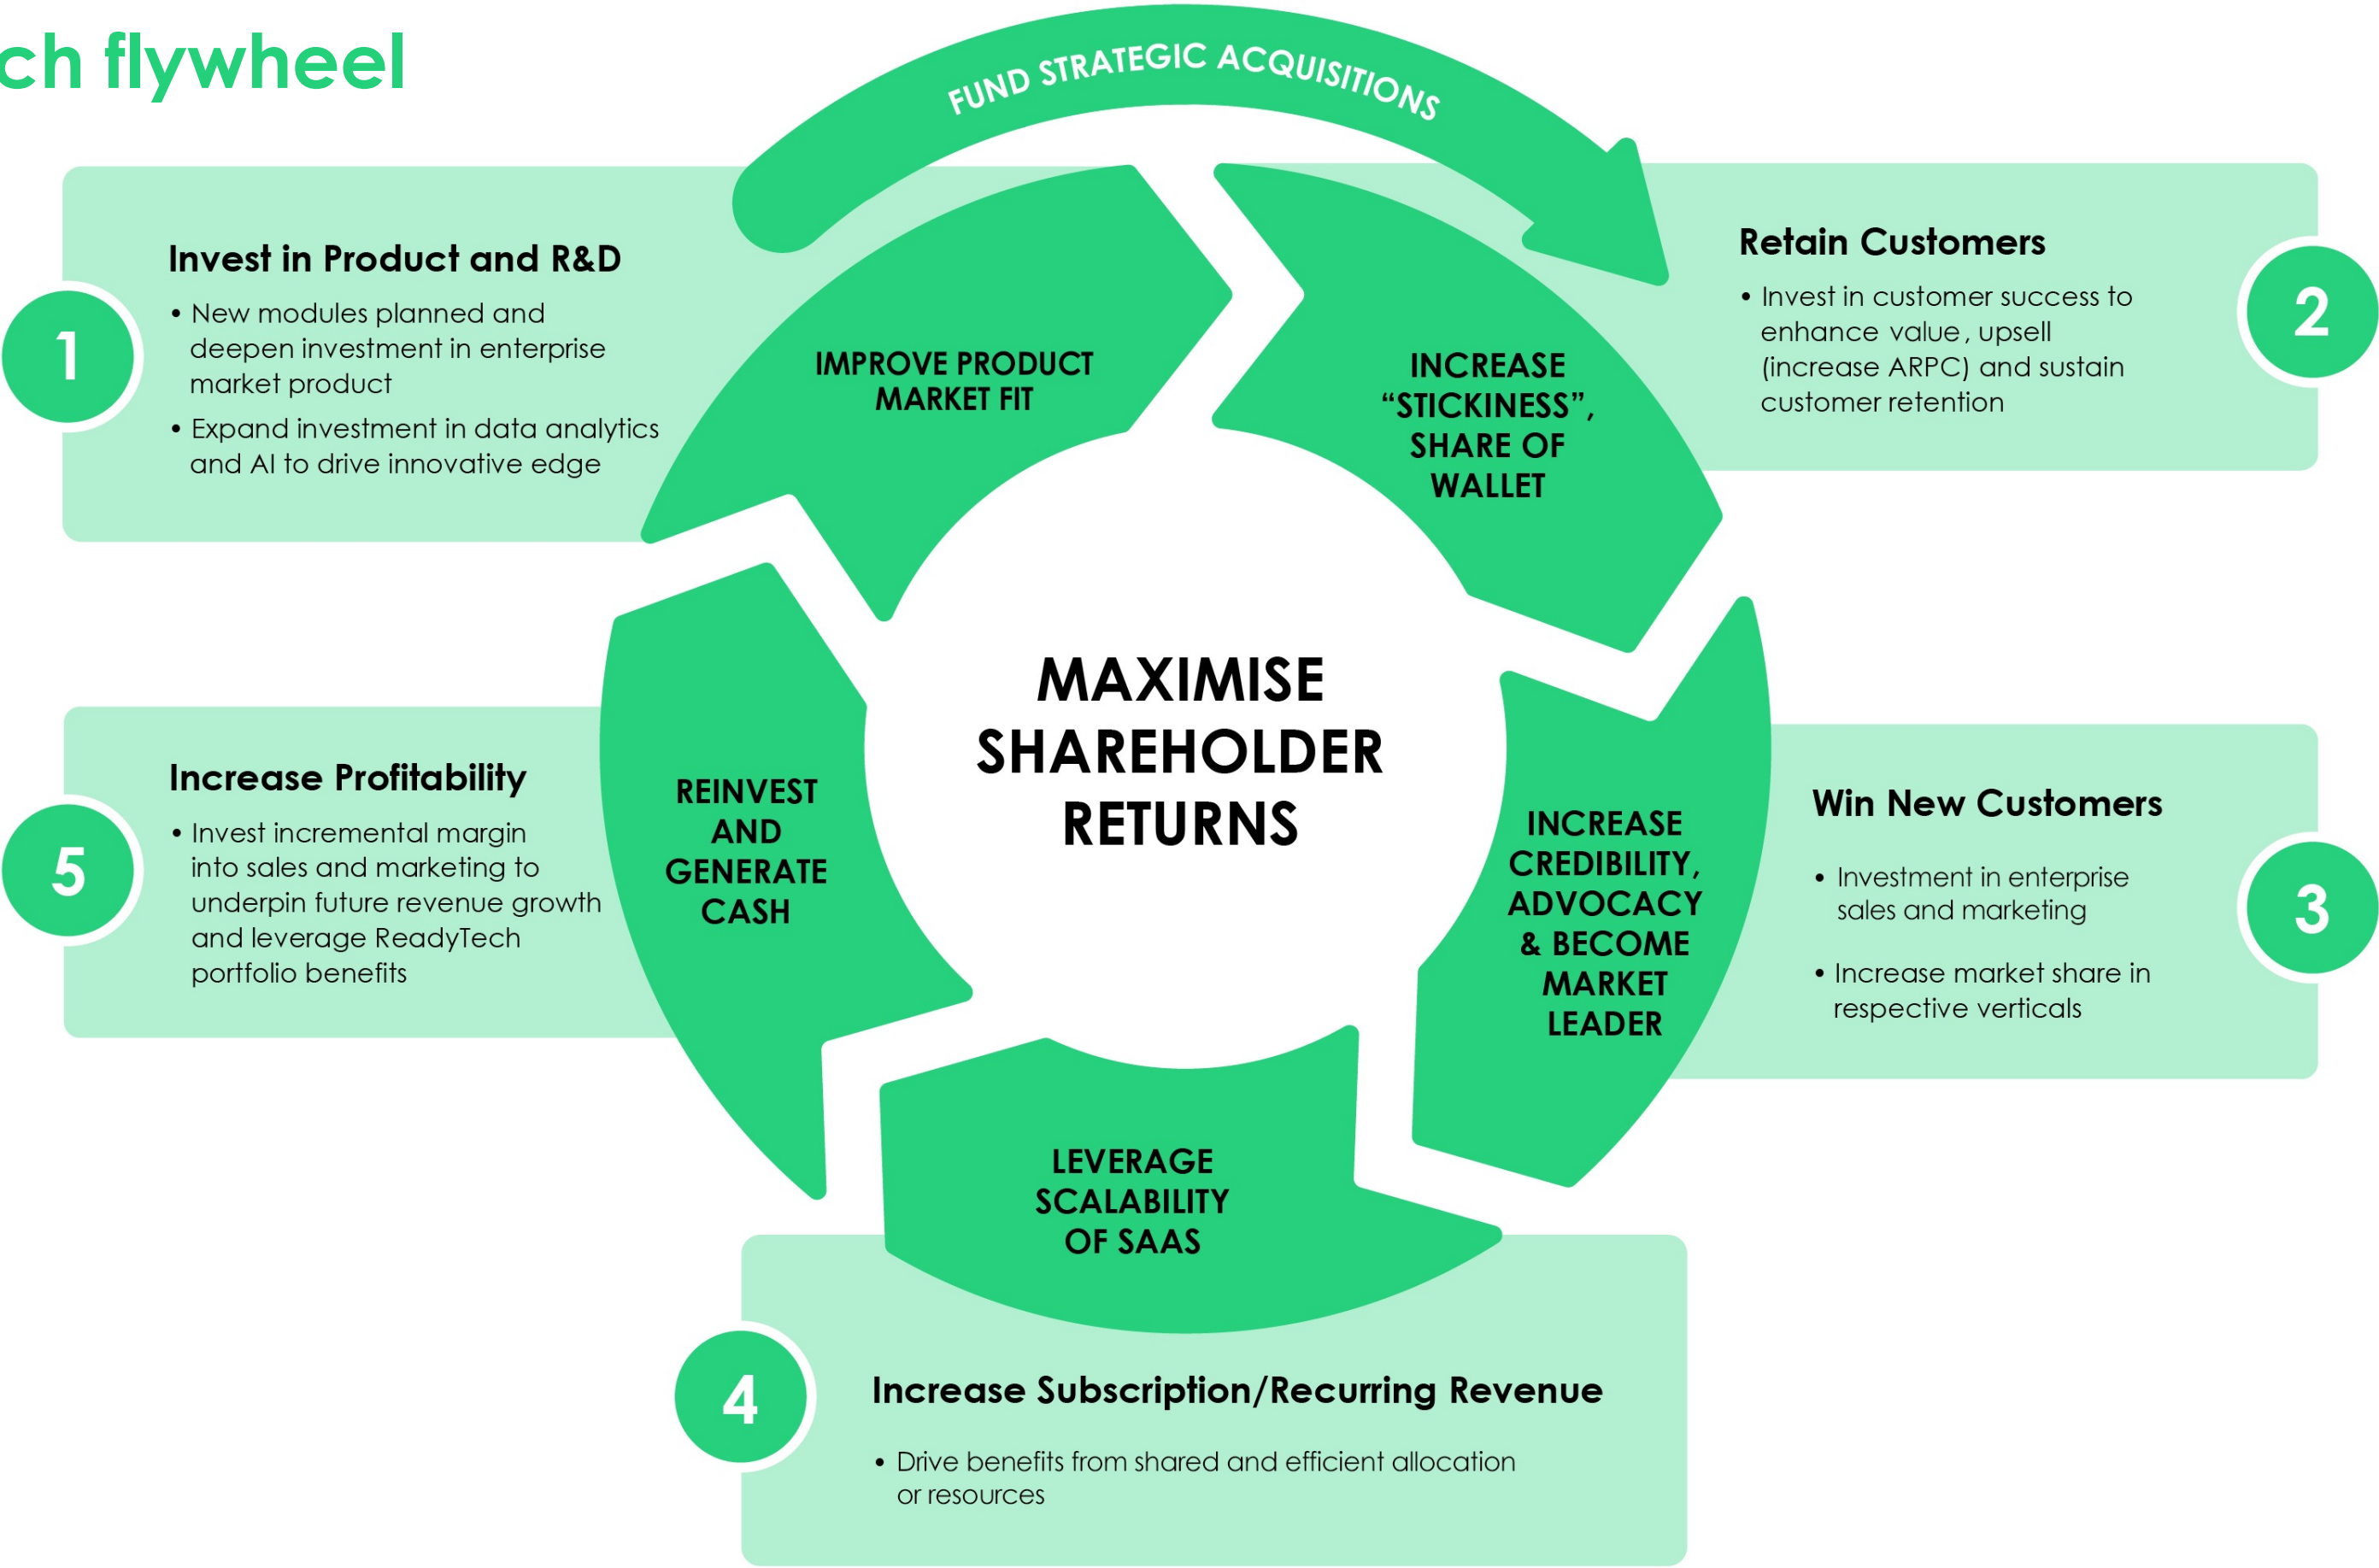 ch flywheel
FUND STRATEGIC ACQUISITIONS
1
Invest in Product and R&D
• New modules planned and
deepen investment in enterprise
market product
• Expand investment in data analytics
and AI to drive innovative edge
IMPROVE PRODUCT
MARKET FIT
INCREASE
“STICKINESS”,
SHARE OF
WALLET
Retain Customers
• Invest in customer success to
enhance value, upsell
(increase ARPC) and sustain
customer retention
2
MAXIMISE
SHAREHOLDER
RETURNS
INCREASE
CREDIBILITY,
ADVOCACY
& BECOME
MARKET
LEADER
Win New Customers
• Investment in enterprise
sales and marketing
• Increase market share in
respective verticals
3
LEVERAGE
SCALABILITY
OF SAAS
4
Increase Subscription/Recurring Revenue
• Drive benefits from shared and efficient allocation
or resources
5
Increase Profitability
• Invest incremental margin
into sales and marketing to
underpin future revenue growth
and leverage ReadyTech
portfolio benefits
REINVEST
AND
GENERATE
CASH